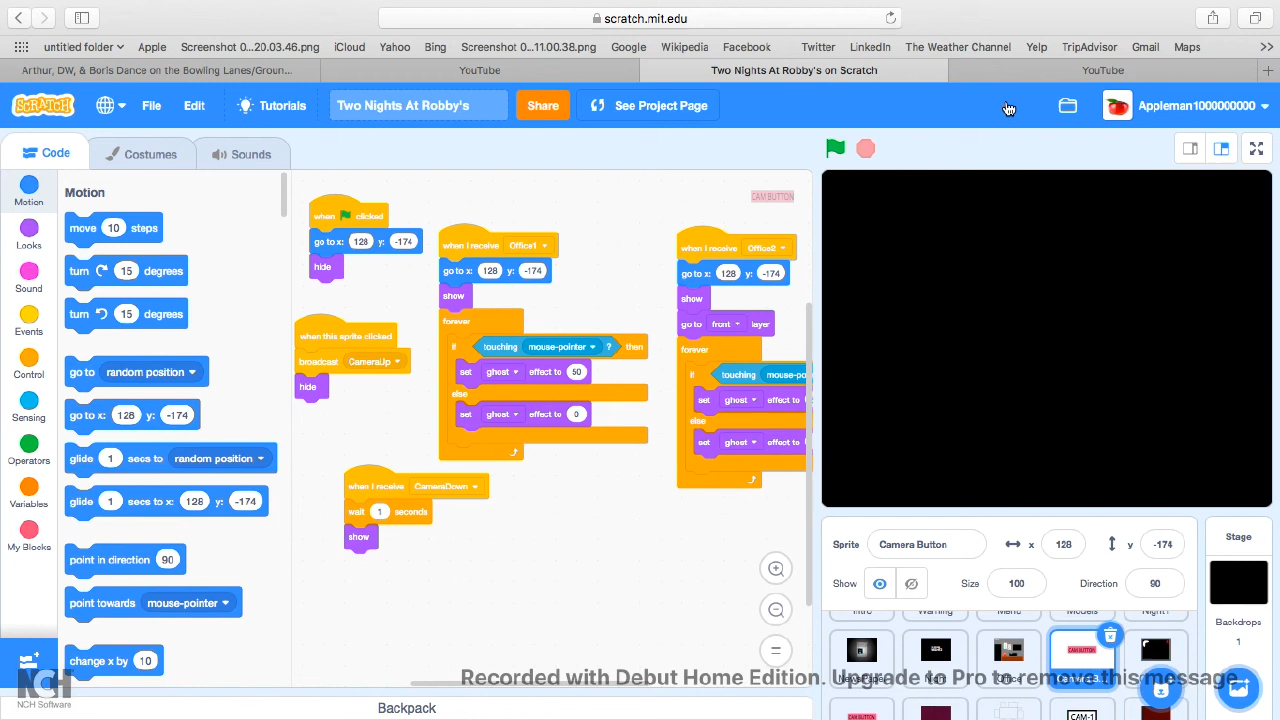 scratch.mit.edu
untitled folder Apple Screenshot 0...20.03.46.png iCloud Yahoo Bing Screenshot 0...11.00.38.png Google Wikipedia Facebook Twitter LinkedIn The Weather Channel Yelp TripAdvisor Gmail Maps
Arthur, DW, & Boris Dance on the Bowling Lanes/Groun... YouTube Two Nights At Robby's on Scratch YouTube
SCRATCH File Edit Tutorials Two Nights At Robby's Share See Project Page Appleman1000000000
Code Costumes Sounds
Motion
Looks
Sound
Events
Control
Sensing
Operators
Variables
My Blocks
Motion
move 10 steps
turn 15 degrees
turn 15 degrees
go to random position
go to x: 128 y: -174
glide 1 secs to random position
glide 1 secs to x: 128 y: -174
point in direction 90
point towards mouse-pointer
change x by 10
CAM BUTTON
when clicked
go to x: 128 y: -174
hide
when this sprite clicked
broadcast CameraUp
hide
when I receive CameraDown
wait 1 seconds
show
when I receive Office1
go to x: 128 y: -174
show
forever
if touching mouse-pointer ? then
set ghost effect to 50
else
set ghost effect to 0
when I receive Office2
go to x: 128 y: -174
show
go to front layer
forever
if touching mouse-po
set ghost effect to
else
set ghost effect to
Sprite Camera Button x 128 y -174
Show Size 100 Direction 90
Stage
Backdrops
1
Intro Warning Menu Models Night1
CAM BUTTON
NewsPaper Night Office Camera B...
CAM-1
Recorded with Debut Home Edition. Upgrade to Pro to remove this message.
NCH
NCH Software
Backpack